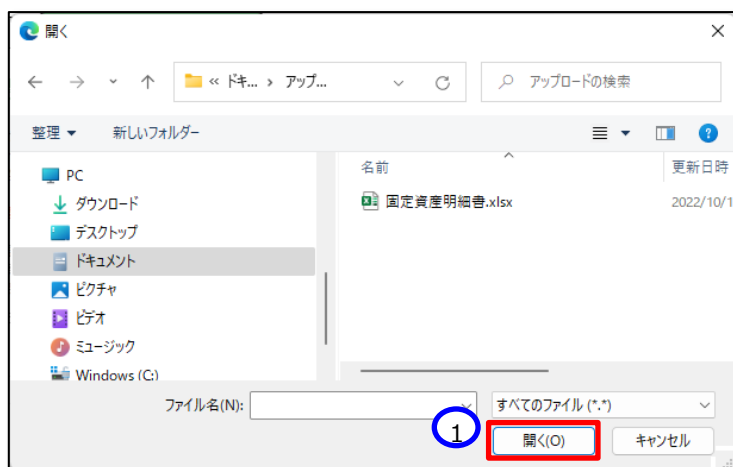 開く
« ドキ... › アップ...
アップロードの検索
整理 新しいフォルダー
名前 更新日時
PC
ダウンロード
デスクトップ
ドキュメント
ピクチャ
ビデオ
ミュージック
Windows (C:)
固定資産明細書.xlsx 2022/10/1
ファイル名(N):
すべてのファイル (*.*)
1
開く(O) キャンセル